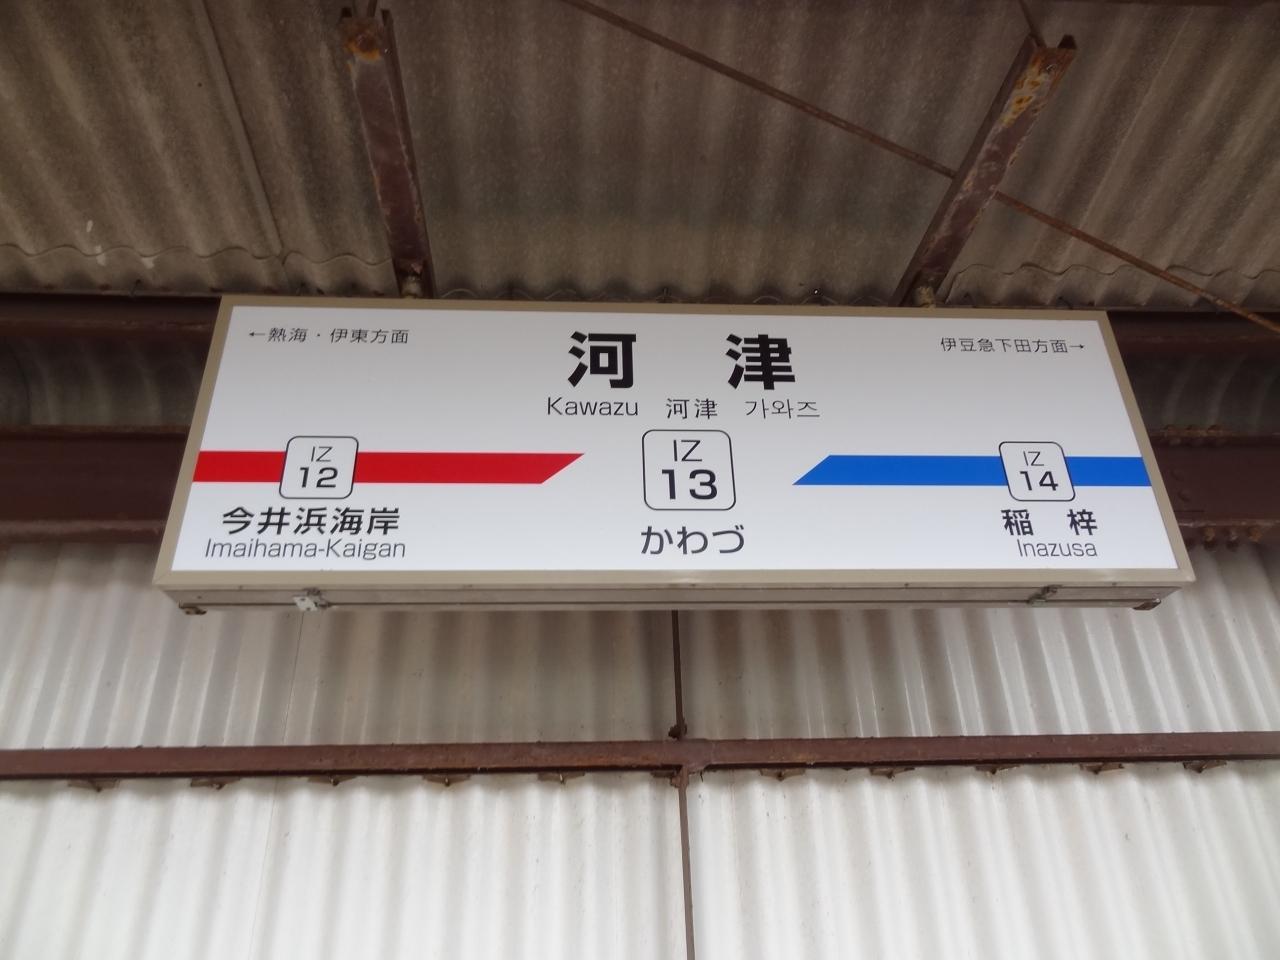 ←熱海・伊東方面
伊豆急下田方面→
河津
Kawazu 河津 가와즈
IZ
12
IZ
13
IZ
14
今井浜海岸
Imaihama-Kaigan
かわづ
稲梓
Inazusa